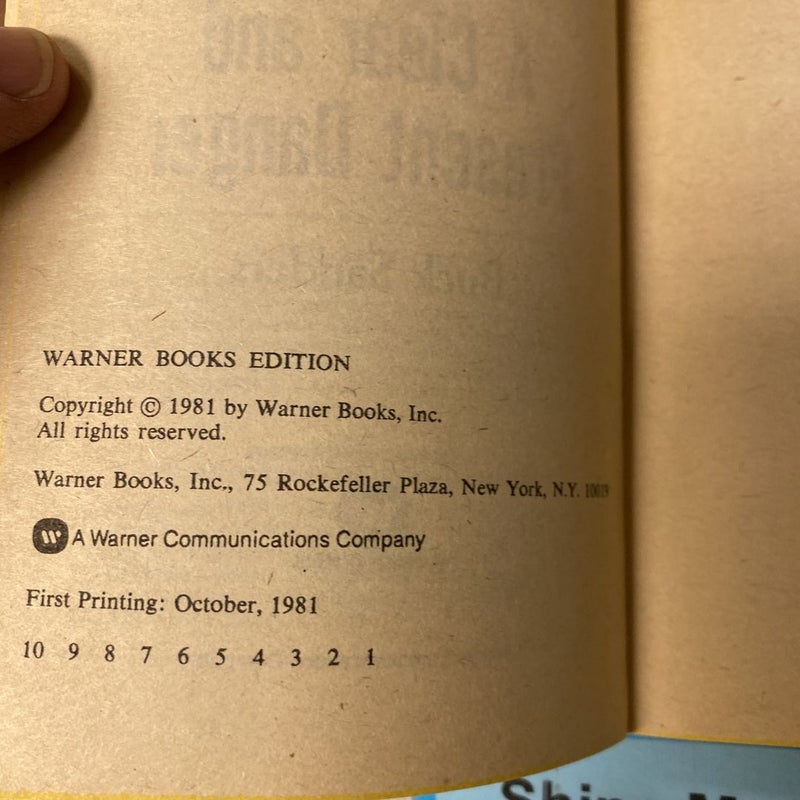 WARNER BOOKS EDITION
Copyright © 1981 by Warner Books, Inc.
All rights reserved.
Warner Books, Inc., 75 Rockefeller Plaza, New York, N.Y. 10019
A Warner Communications Company
First Printing: October, 1981
10 9 8 7 6 5 4 3 2 1